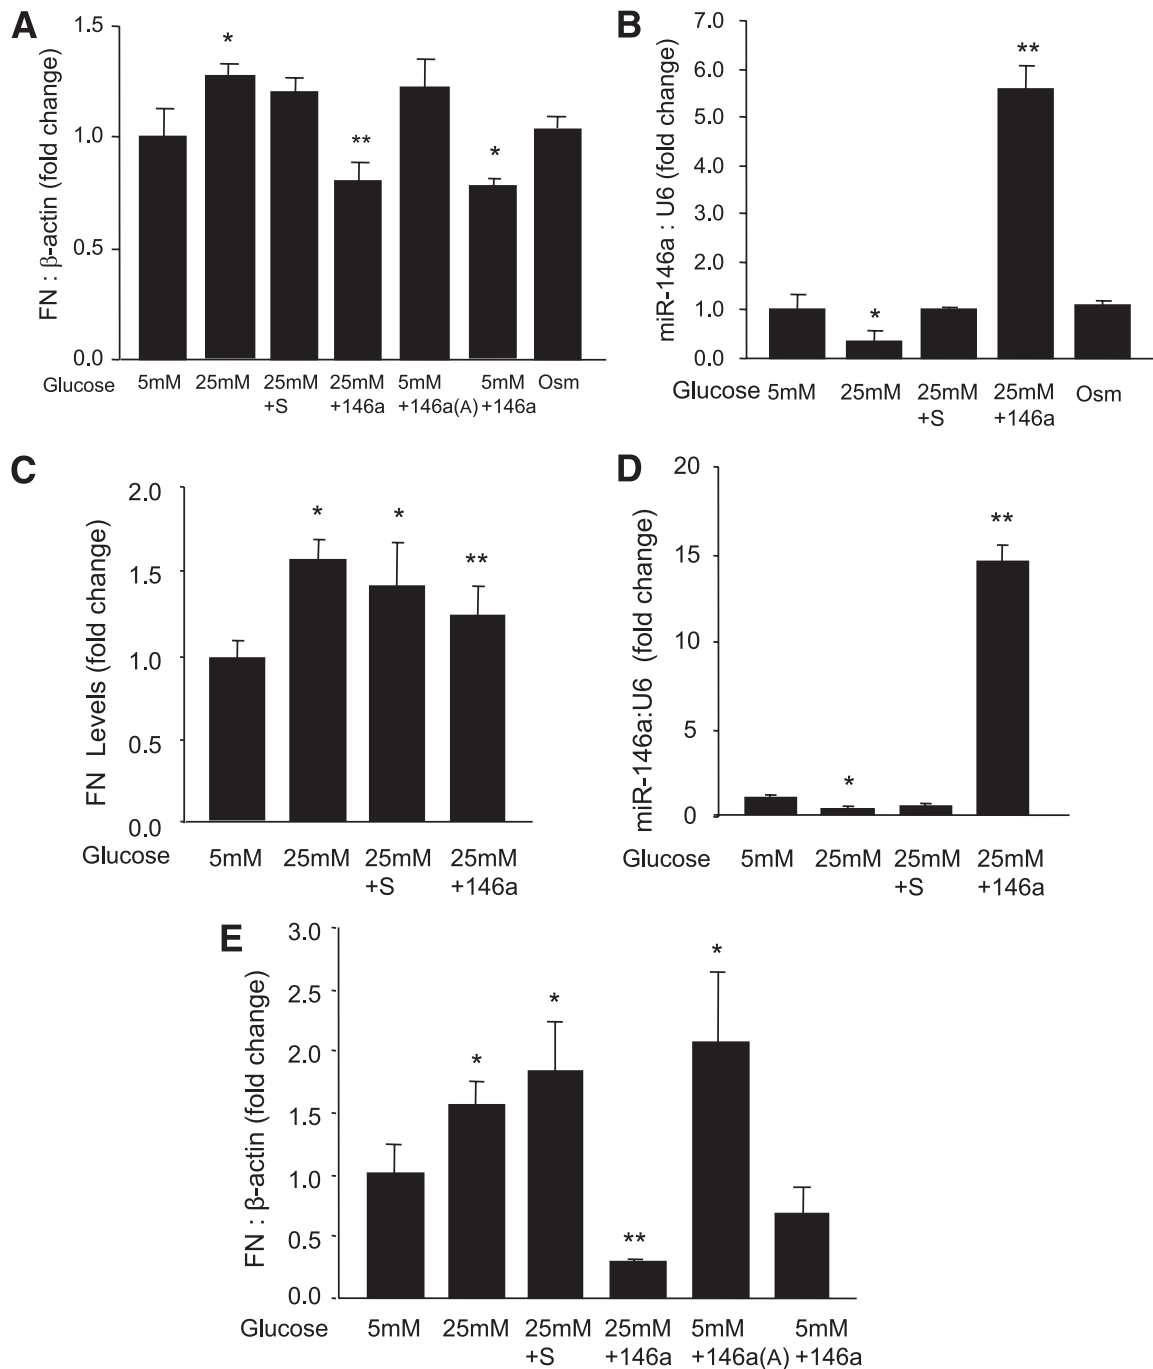 A
FN : β-actin (fold change)
1.5
1.0
0.5
0.0
*
**
*
Glucose 5mM 25mM 25mM 25mM 5mM 5mM Osm
+S +146a +146a(A) +146a
B
miR-146a : U6 (fold change)
7.0
6.0
5.0
4.0
3.0
2.0
1.0
0.0
*
**
Glucose 5mM 25mM 25mM 25mM Osm
+S +146a
C
FN Levels (fold change)
2.0
1.5
1.0
0.5
0.0
*
*
**
Glucose 5mM 25mM 25mM 25mM
+S +146a
D
miR-146a:U6 (fold change)
20
15
10
5
0
*
**
Glucose 5mM 25mM 25mM 25mM
+S +146a
E
FN : β-actin (fold change)
3.0
2.5
2.0
1.5
1.0
0.5
0.0
*
*
**
*
Glucose 5mM 25mM 25mM 25mM 5mM 5mM
+S +146a +146a(A) +146a